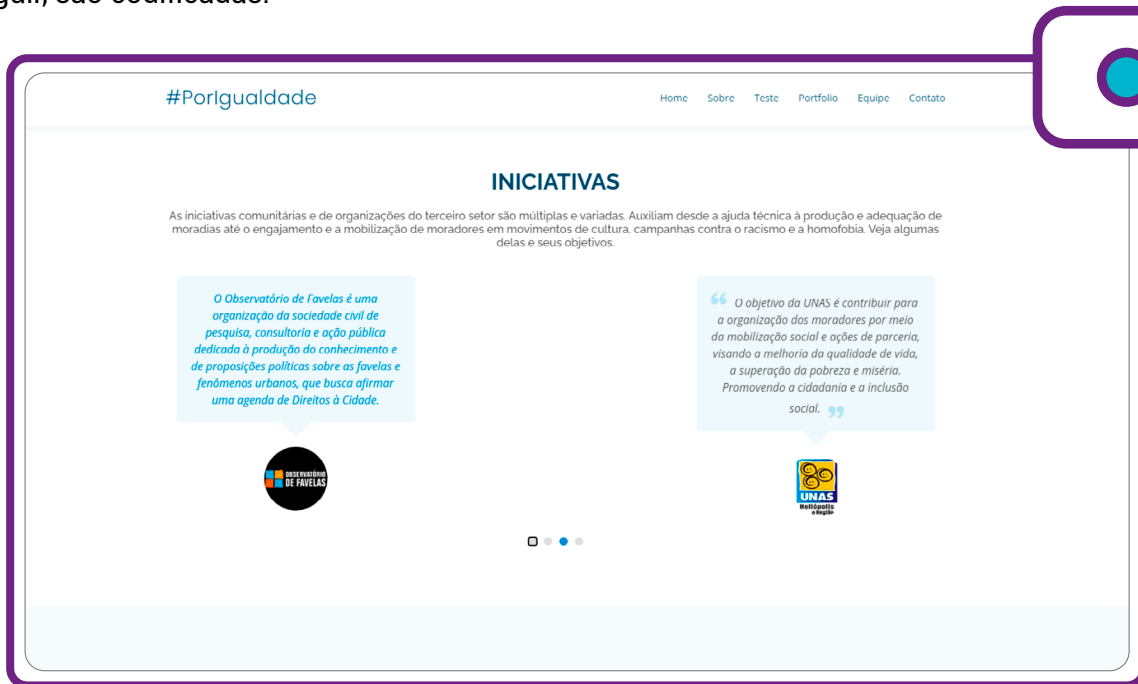 são codificadas.
#PorIgualdade
Home Sobre Teste Portfolio Equipe Contato
INICIATIVAS
As iniciativas comunitárias e de organizações do terceiro setor são múltiplas e variadas. Auxiliam desde a ajuda técnica à produção e adequação de
moradias até o engajamento e a mobilização de moradores em movimentos de cultura, campanhas contra o racismo e a homofobia. Veja algumas
delas e seus objetivos.
O Observatório de Favelas é uma
organização da sociedade civil de
pesquisa, consultoria e ação pública
dedicada à produção do conhecimento e
de proposições políticas sobre as favelas e
fenômenos urbanos, que busca afirmar
uma agenda de Direitos à Cidade.
OBSERVATÓRIO
DE FAVELAS
“ O objetivo da UNAS é contribuir para
a organização dos moradores por meio
da mobilização social e ações de parceria,
visando a melhoria da qualidade de vida,
a superação da pobreza e miséria.
Promovendo a cidadania e a inclusão
social. ”
UNAS
Heliópolis
e Região